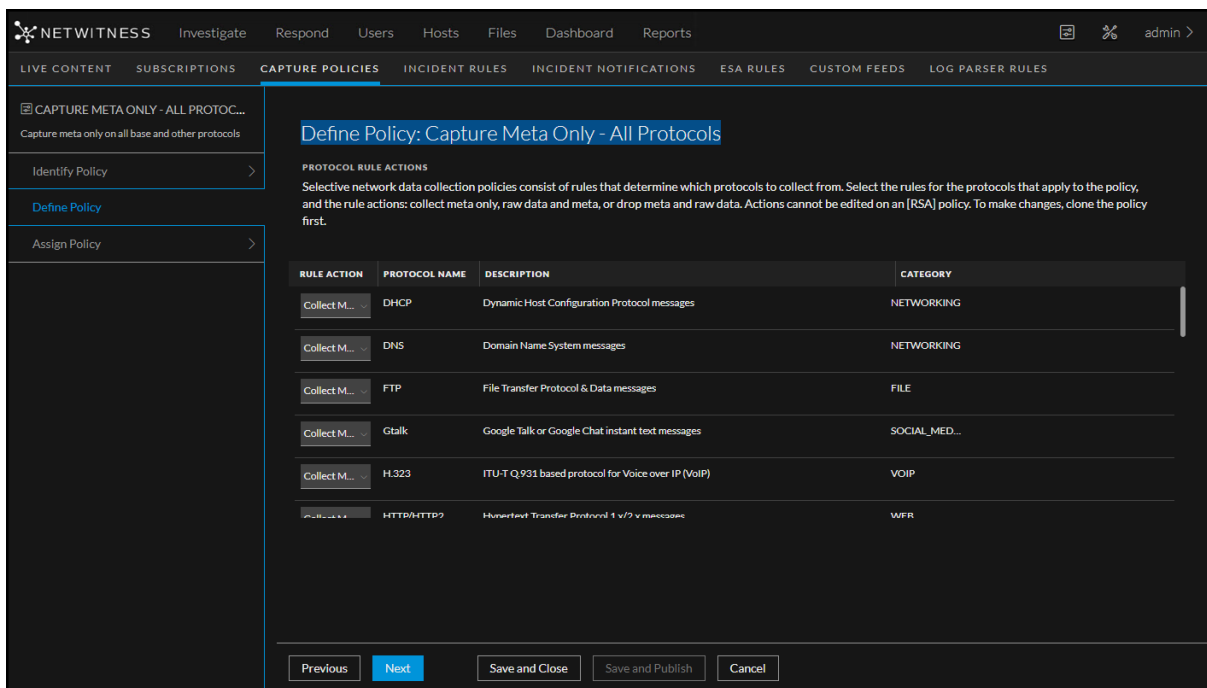 NETWITNESS Investigate Respond Users Hosts Files Dashboard Reports admin >
LIVE CONTENT SUBSCRIPTIONS CAPTURE POLICIES INCIDENT RULES INCIDENT NOTIFICATIONS ESA RULES CUSTOM FEEDS LOG PARSER RULES
CAPTURE META ONLY - ALL PROTOC...
Capture meta only on all base and other protocols
Identify Policy
Define Policy
Assign Policy
Define Policy: Capture Meta Only - All Protocols
PROTOCOL RULE ACTIONS
Selective network data collection policies consist of rules that determine which protocols to collect from. Select the rules for the protocols that apply to the policy,
and the rule actions: collect meta only, raw data and meta, or drop meta and raw data. Actions cannot be edited on an [RSA] policy. To make changes, clone the policy
first.
RULE ACTION PROTOCOL NAME DESCRIPTION CATEGORY
Collect M... DHCP Dynamic Host Configuration Protocol messages NETWORKING
Collect M... DNS Domain Name System messages NETWORKING
Collect M... FTP File Transfer Protocol & Data messages FILE
Collect M... Gtalk Google Talk or Google Chat instant text messages SOCIAL_MED...
Collect M... H.323 ITU-T Q.931 based protocol for Voice over IP (VoIP) VOIP
Collect M... HTTP/HTTP2 Hypertext Transfer Protocol 1.x/2.x messages WEB
Previous Next Save and Close Save and Publish Cancel